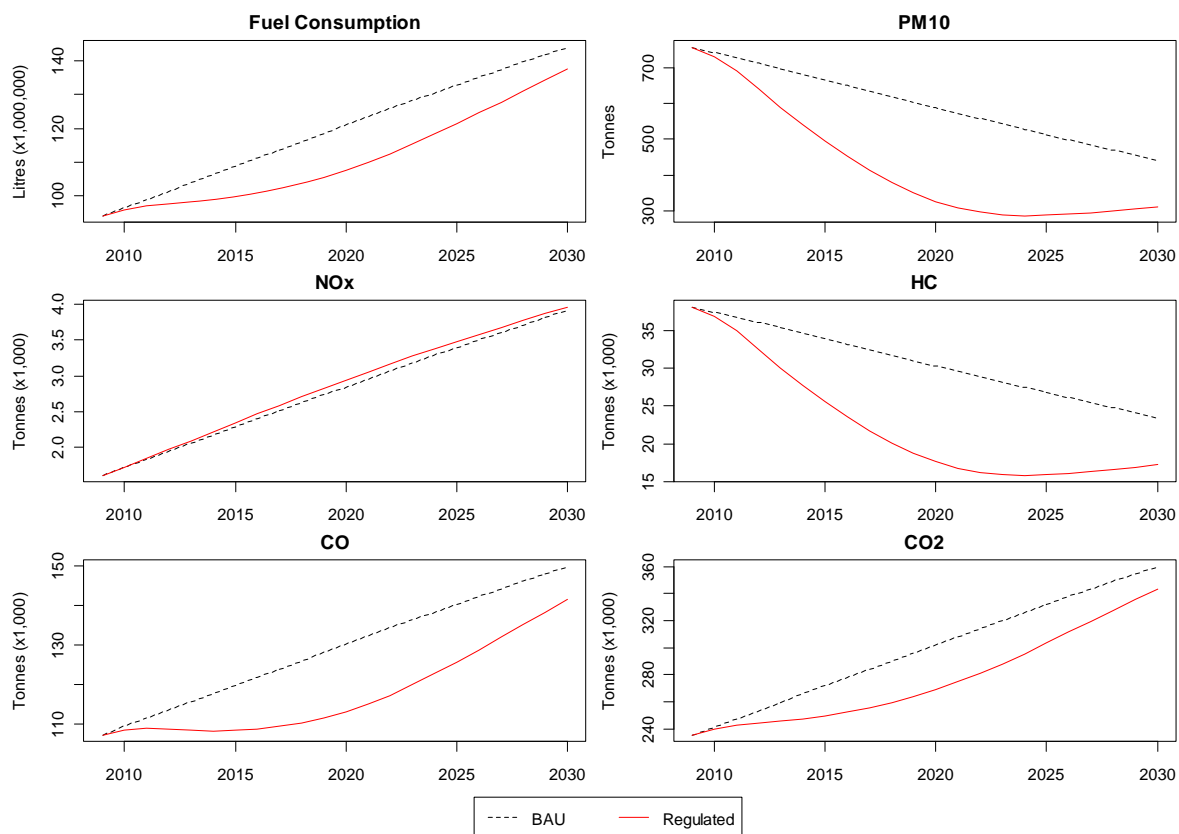 Fuel Consumption
Litres (x1,000,000)
140
120
100
2010 2015 2020 2025 2030
PM10
Tonnes
700
500
300
2010 2015 2020 2025 2030
NOx
Tonnes (x1,000)
4.0
3.5
3.0
2.5
2.0
2010 2015 2020 2025 2030
HC
Tonnes (x1,000)
35
30
25
20
15
2010 2015 2020 2025 2030
CO
Tonnes (x1,000)
150
130
110
2010 2015 2020 2025 2030
CO2
Tonnes (x1,000)
360
320
280
240
2010 2015 2020 2025 2030
BAU Regulated